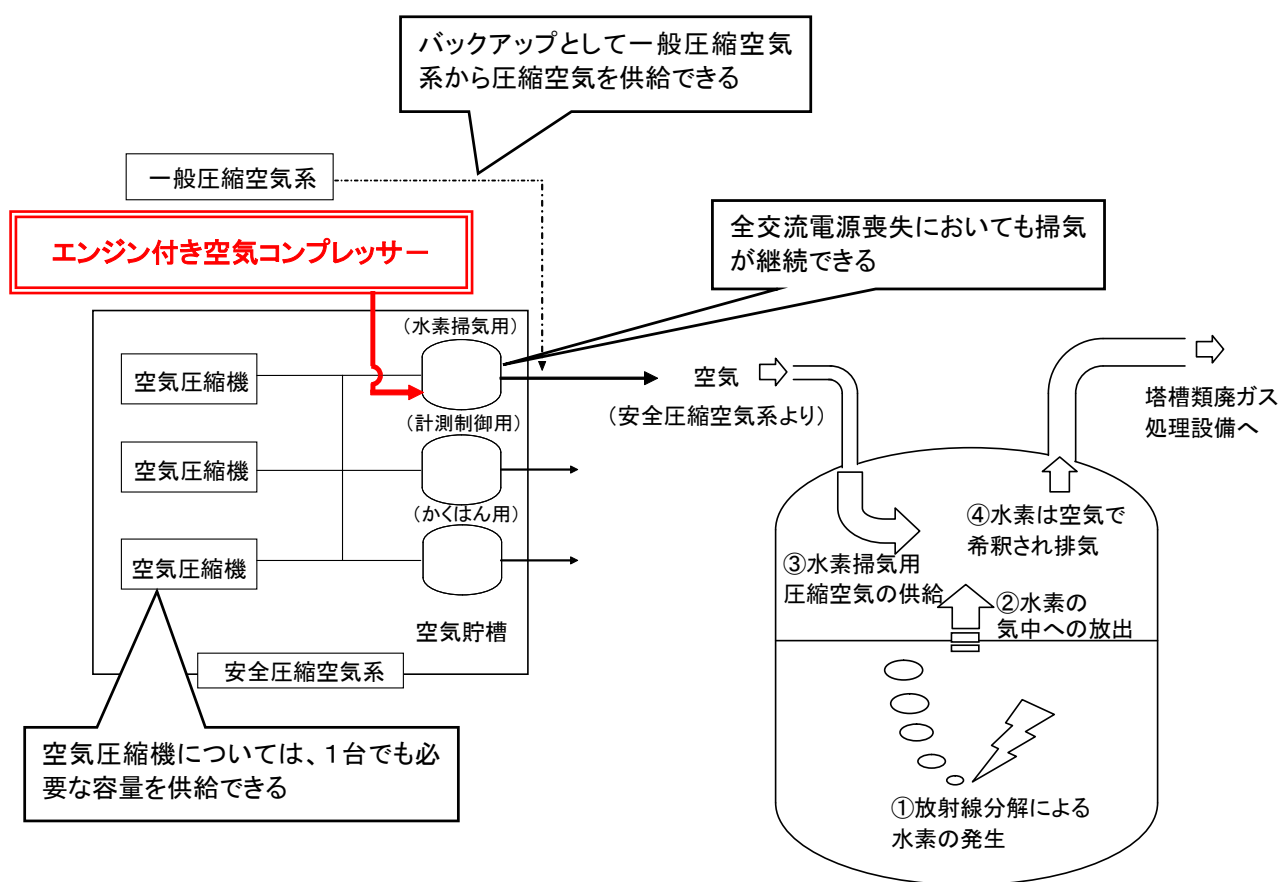 バックアップとして一般圧縮空気
系から圧縮空気を供給できる
一般圧縮空気系
エンジン付き空気コンプレッサー
全交流電源喪失においても掃気
が継続できる
（水素掃気用）
空気圧縮機
（計測制御用）
空気圧縮機
（かくはん用）
空気圧縮機
空気貯槽
安全圧縮空気系
空気圧縮機については、１台でも必
要な容量を供給できる
空気
（安全圧縮空気系より）
塔槽類廃ガス
処理設備へ
④水素は空気で
希釈され排気
③水素掃気用
圧縮空気の供給
②水素の
気中への放出
①放射線分解による
水素の発生